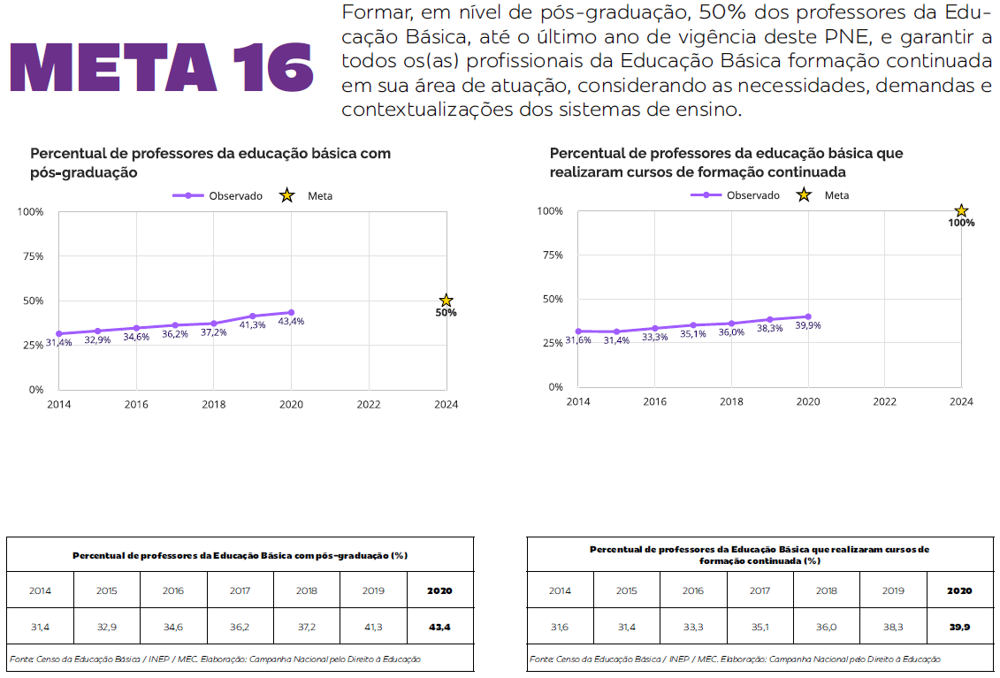 META 16
Formar, em nível de pós-graduação, 50% dos professores da Edu-
cação Básica, até o último ano de vigência deste PNE, e garantir a
todos os(as) profissionais da Educação Básica formação continuada
em sua área de atuação, considerando as necessidades, demandas e
contextualizações dos sistemas de ensino.
Percentual de professores da educação básica com
pós-graduação
Observado Meta
100%
75%
50%
25%
0%
31,4% 32,9% 34,6% 36,2% 37,2% 41,3% 43,4%
50%
2014 2016 2018 2020 2022 2024
Percentual de professores da educação básica que
realizaram cursos de formação continuada
Observado Meta
100%
75%
50%
25%
0%
31,6% 31,4% 33,3% 35,1% 36,0% 38,3% 39,9%
100%
2014 2016 2018 2020 2022 2024
Percentual de professores da Educação Básica com pós-graduação (%)
2014 2015 2016 2017 2018 2019 2020
31,4 32,9 34,6 36,2 37,2 41,3 43,4
Fonte: Censo da Educação Básica / INEP / MEC. Elaboração: Campanha Nacional pelo Direito à Educação
Percentual de professores da Educação Básica que realizaram cursos de
formação continuada (%)
2014 2015 2016 2017 2018 2019 2020
31,6 31,4 33,3 35,1 36,0 38,3 39,9
Fonte: Censo da Educação Básica / INEP / MEC. Elaboração: Campanha Nacional pelo Direito à Educação